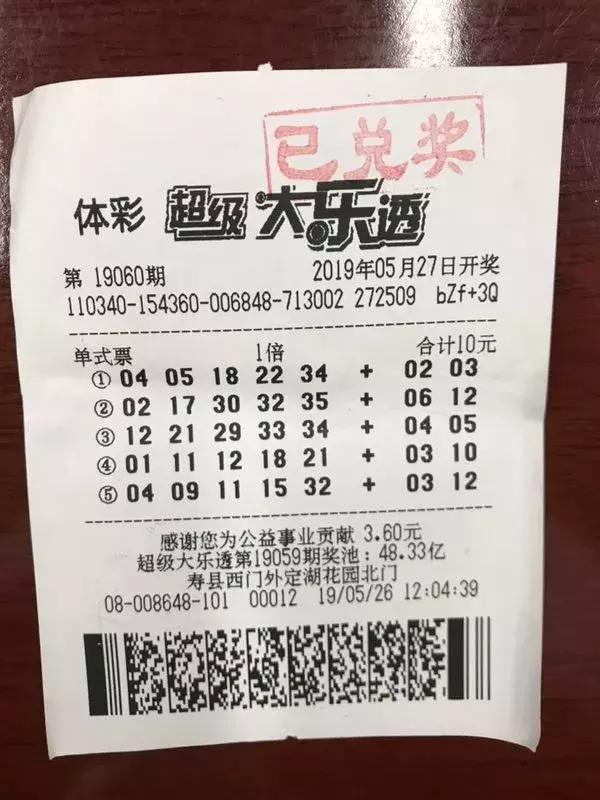 已兑奖
体彩 超级大乐透
第 19060期 2019年05月27日开奖
110340-154360-006848-713002 272509 bZf+3Q
单式票 1倍 合计10元
① 04 05 18 22 34 + 02 03
② 02 17 30 32 35 + 06 12
③ 12 21 29 33 34 + 04 05
④ 01 11 12 18 21 + 03 10
⑤ 04 09 11 15 32 + 03 12
感谢您为公益事业贡献 3.60元
超级大乐透第19059期奖池：48.33亿
寿县西门外定湖花园北门
08-008648-101 00012 19/05/26 12:04:39